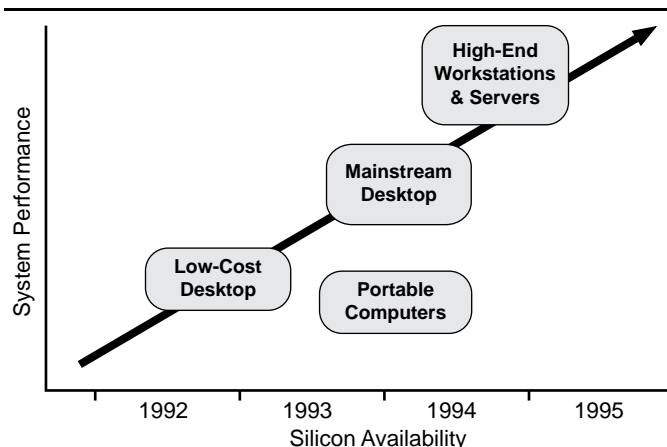 High-End
Workstations
& Servers
Mainstream
Desktop
Low-Cost
Desktop
Portable
Computers
System Performance
1992 1993 1994 1995
Silicon Availability